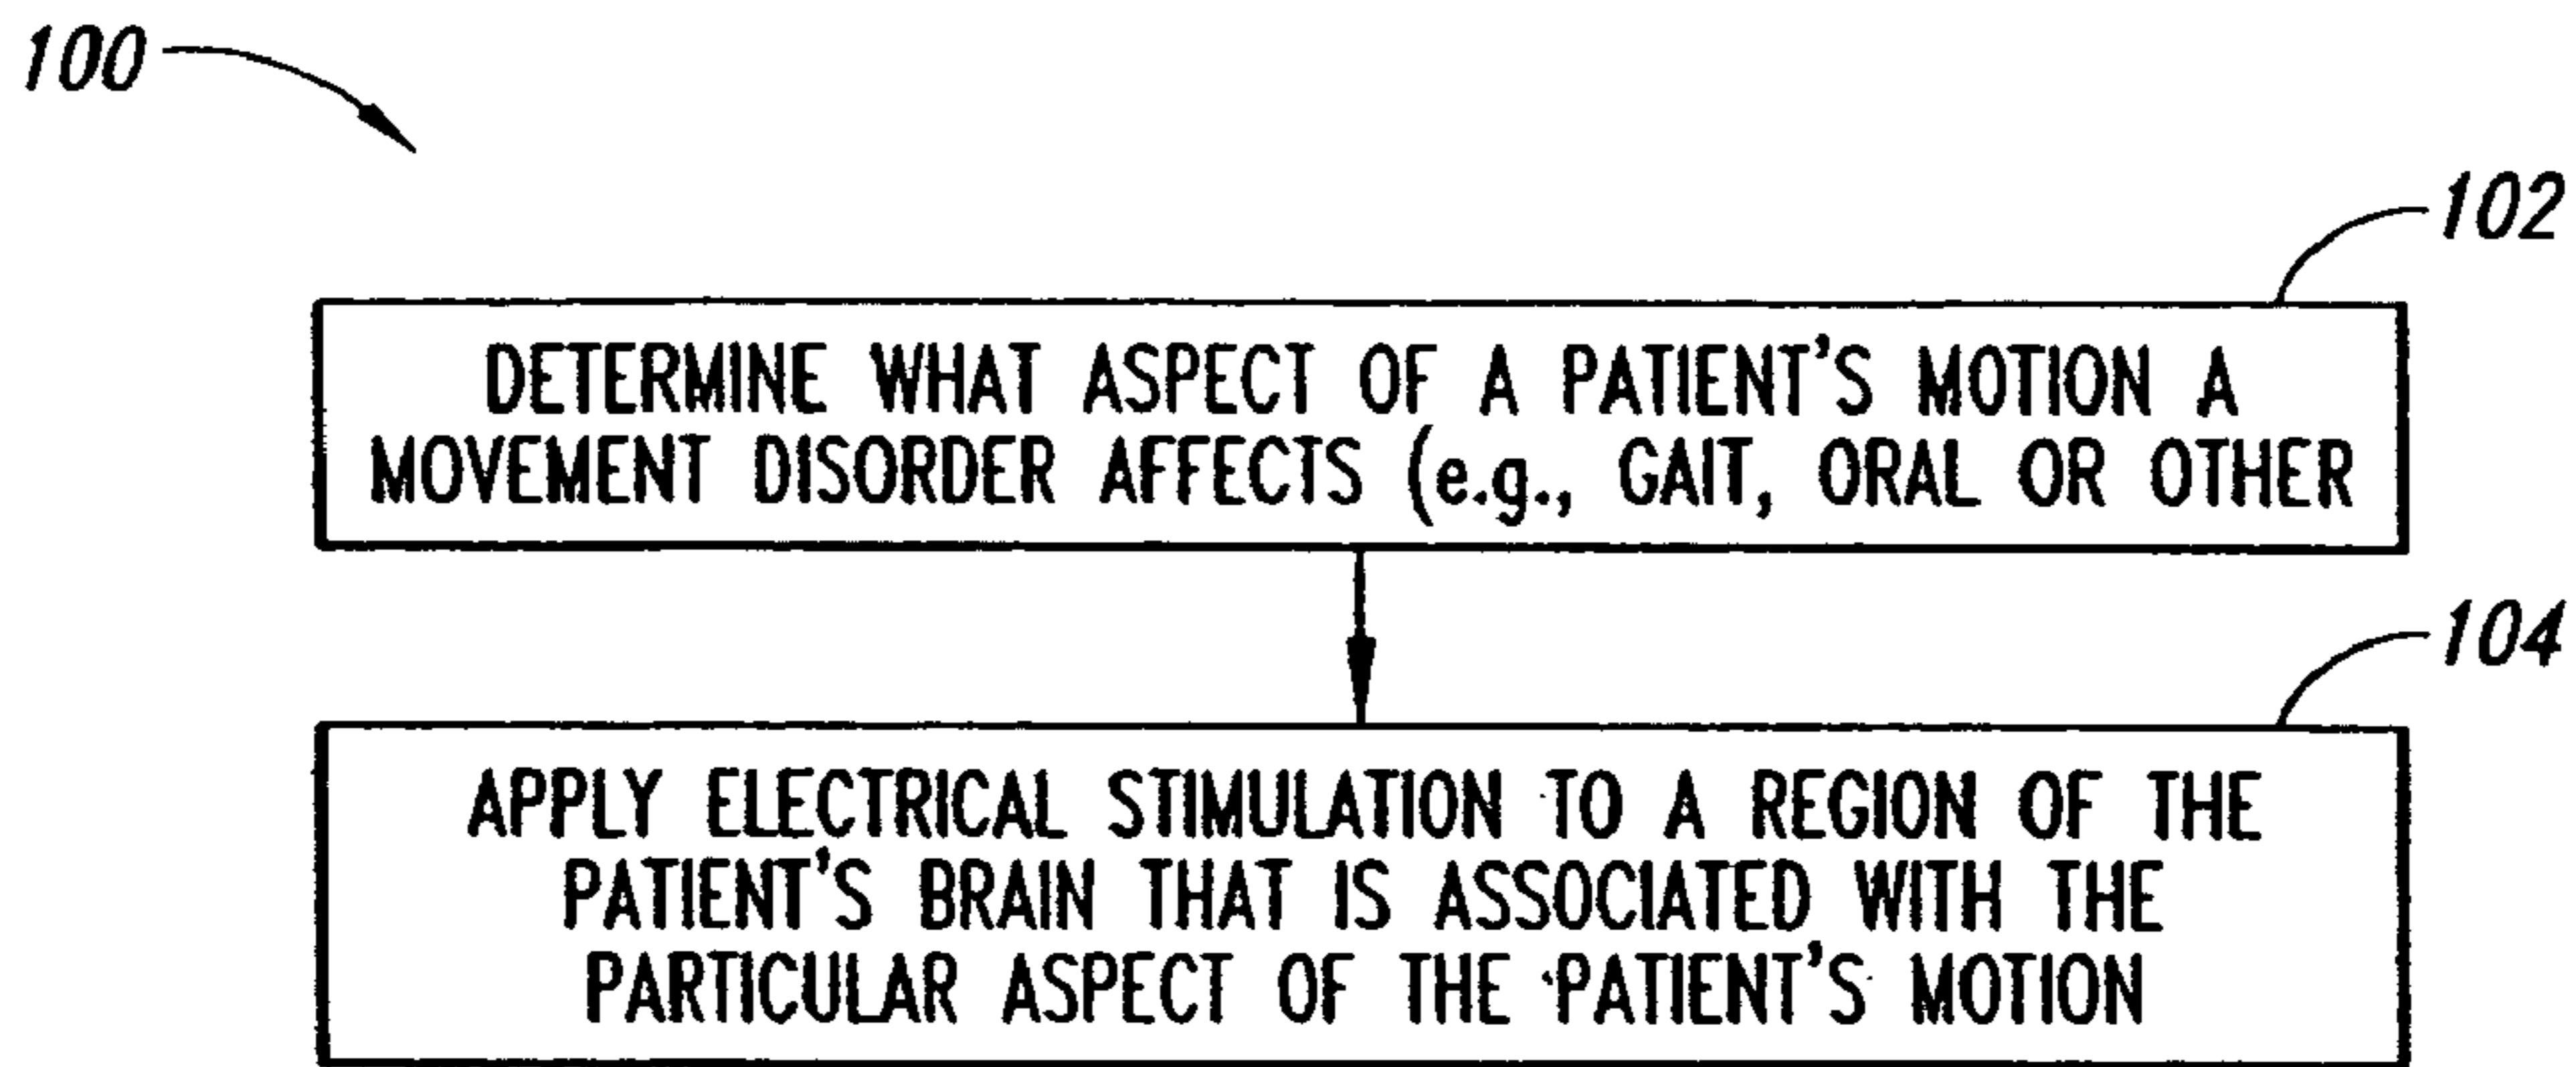 100
102
DETERMINE WHAT ASPECT OF A PATIENT'S MOTION A
MOVEMENT DISORDER AFFECTS (e.g., GAIT, ORAL OR OTHER
104
APPLY ELECTRICAL STIMULATION TO A REGION OF THE
PATIENT'S BRAIN THAT IS ASSOCIATED WITH THE
PARTICULAR ASPECT OF THE PATIENT'S MOTION